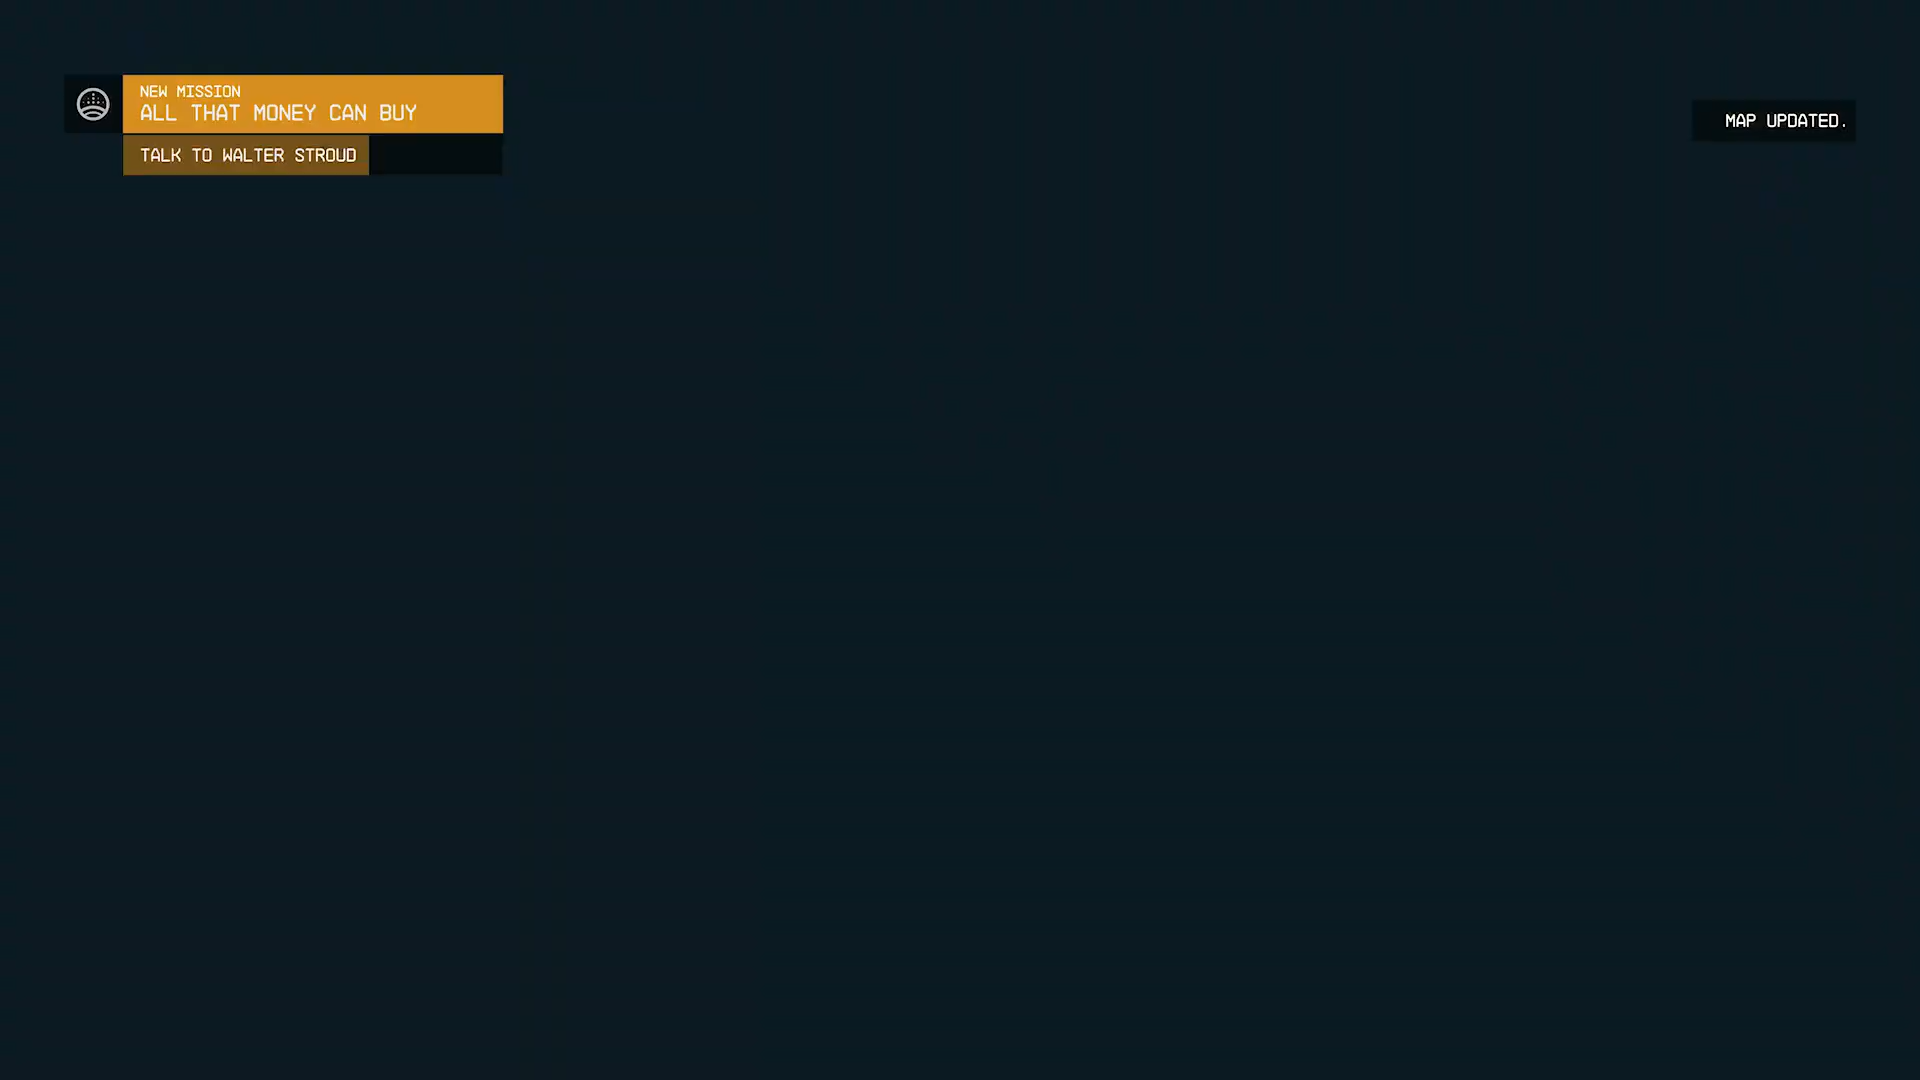 NEW MISSION
ALL THAT MONEY CAN BUY
TALK TO WALTER STROUD
MAP UPDATED.